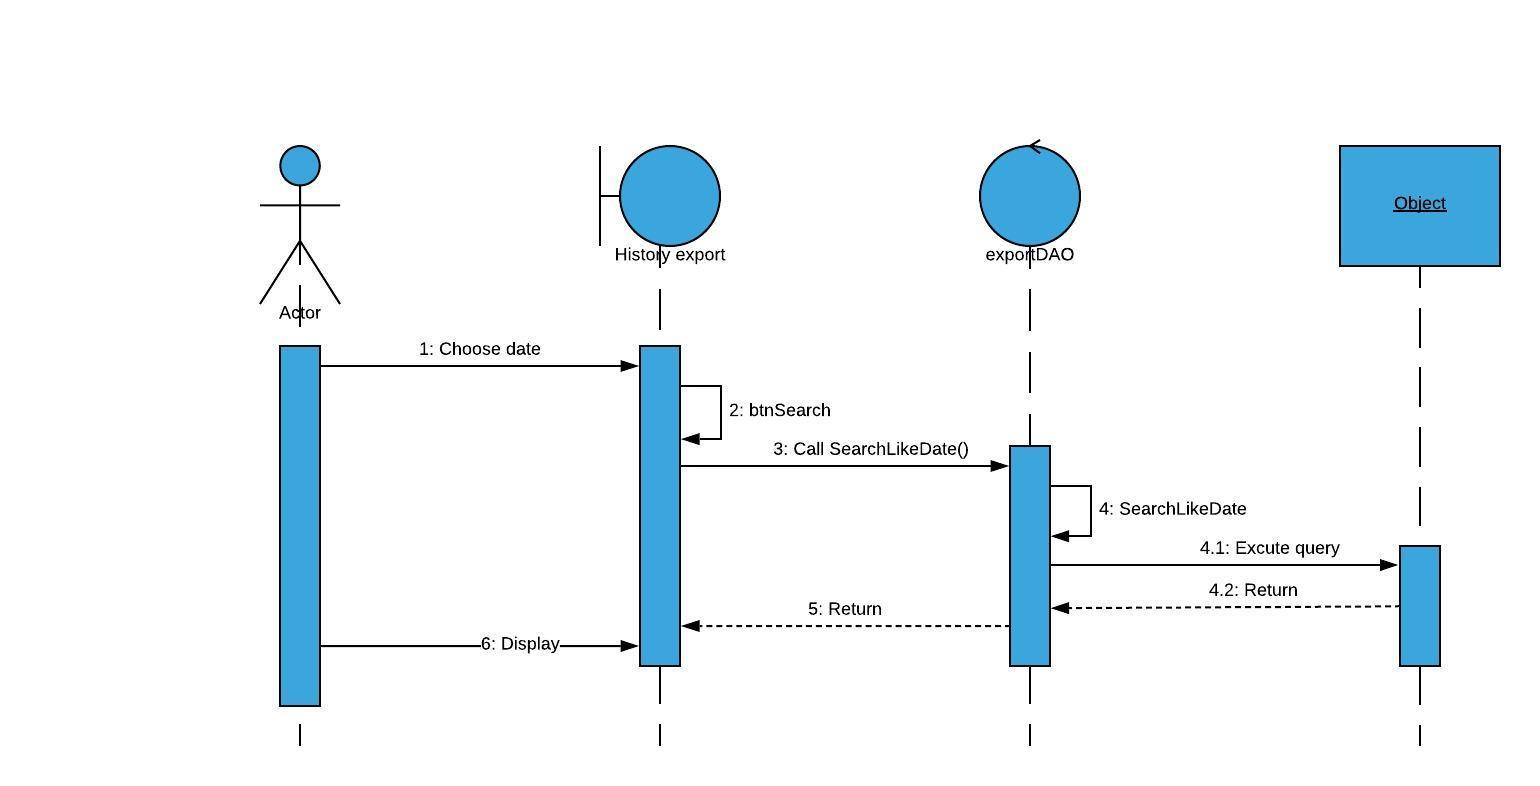 History export
exportDAO
Object
Actor
1: Choose date
2: btnSearch
3: Call SearchLikeDate()
4: SearchLikeDate
4.1: Excute query
4.2: Return
5: Return
6: Display